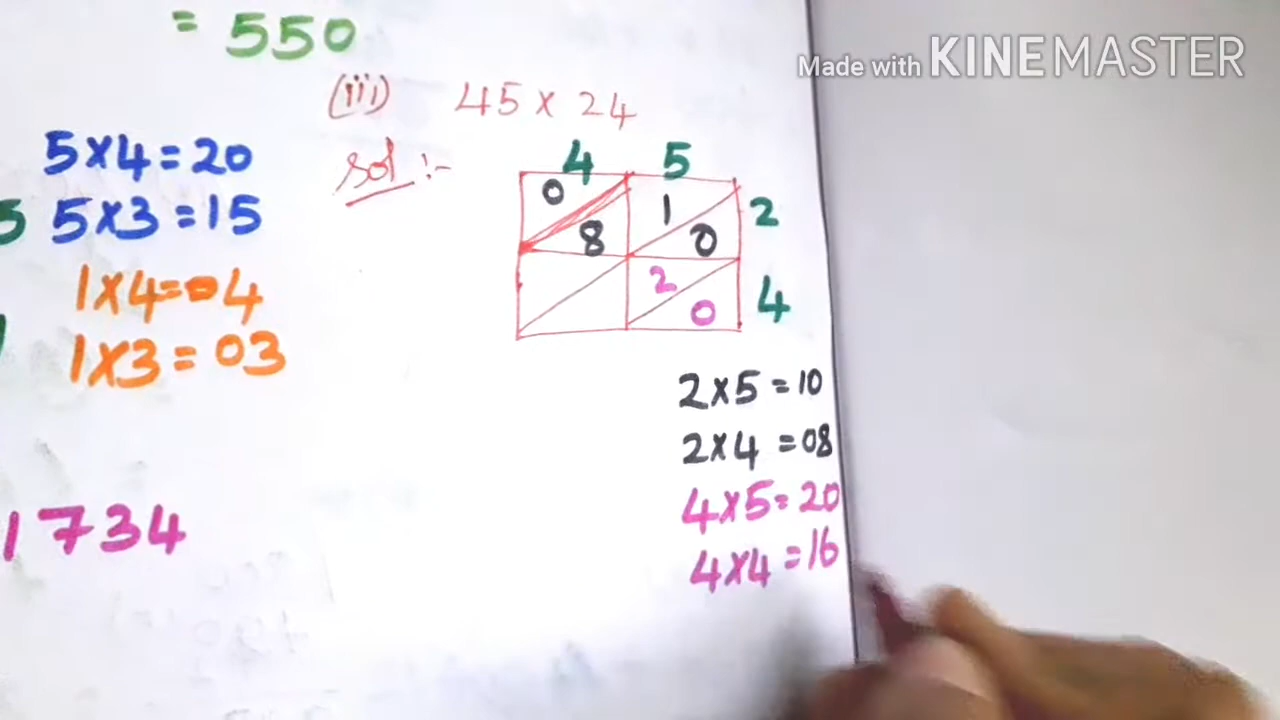 = 550
Made with KINEMASTER
(iii) 45 x 24
5x4=20
sol :-
4 5
0 1 2
5x3=15
8 0
1x4=04
2 4
0
1x3=03
2x5=10
2x4=08
4x5=20
1734
4x4=16